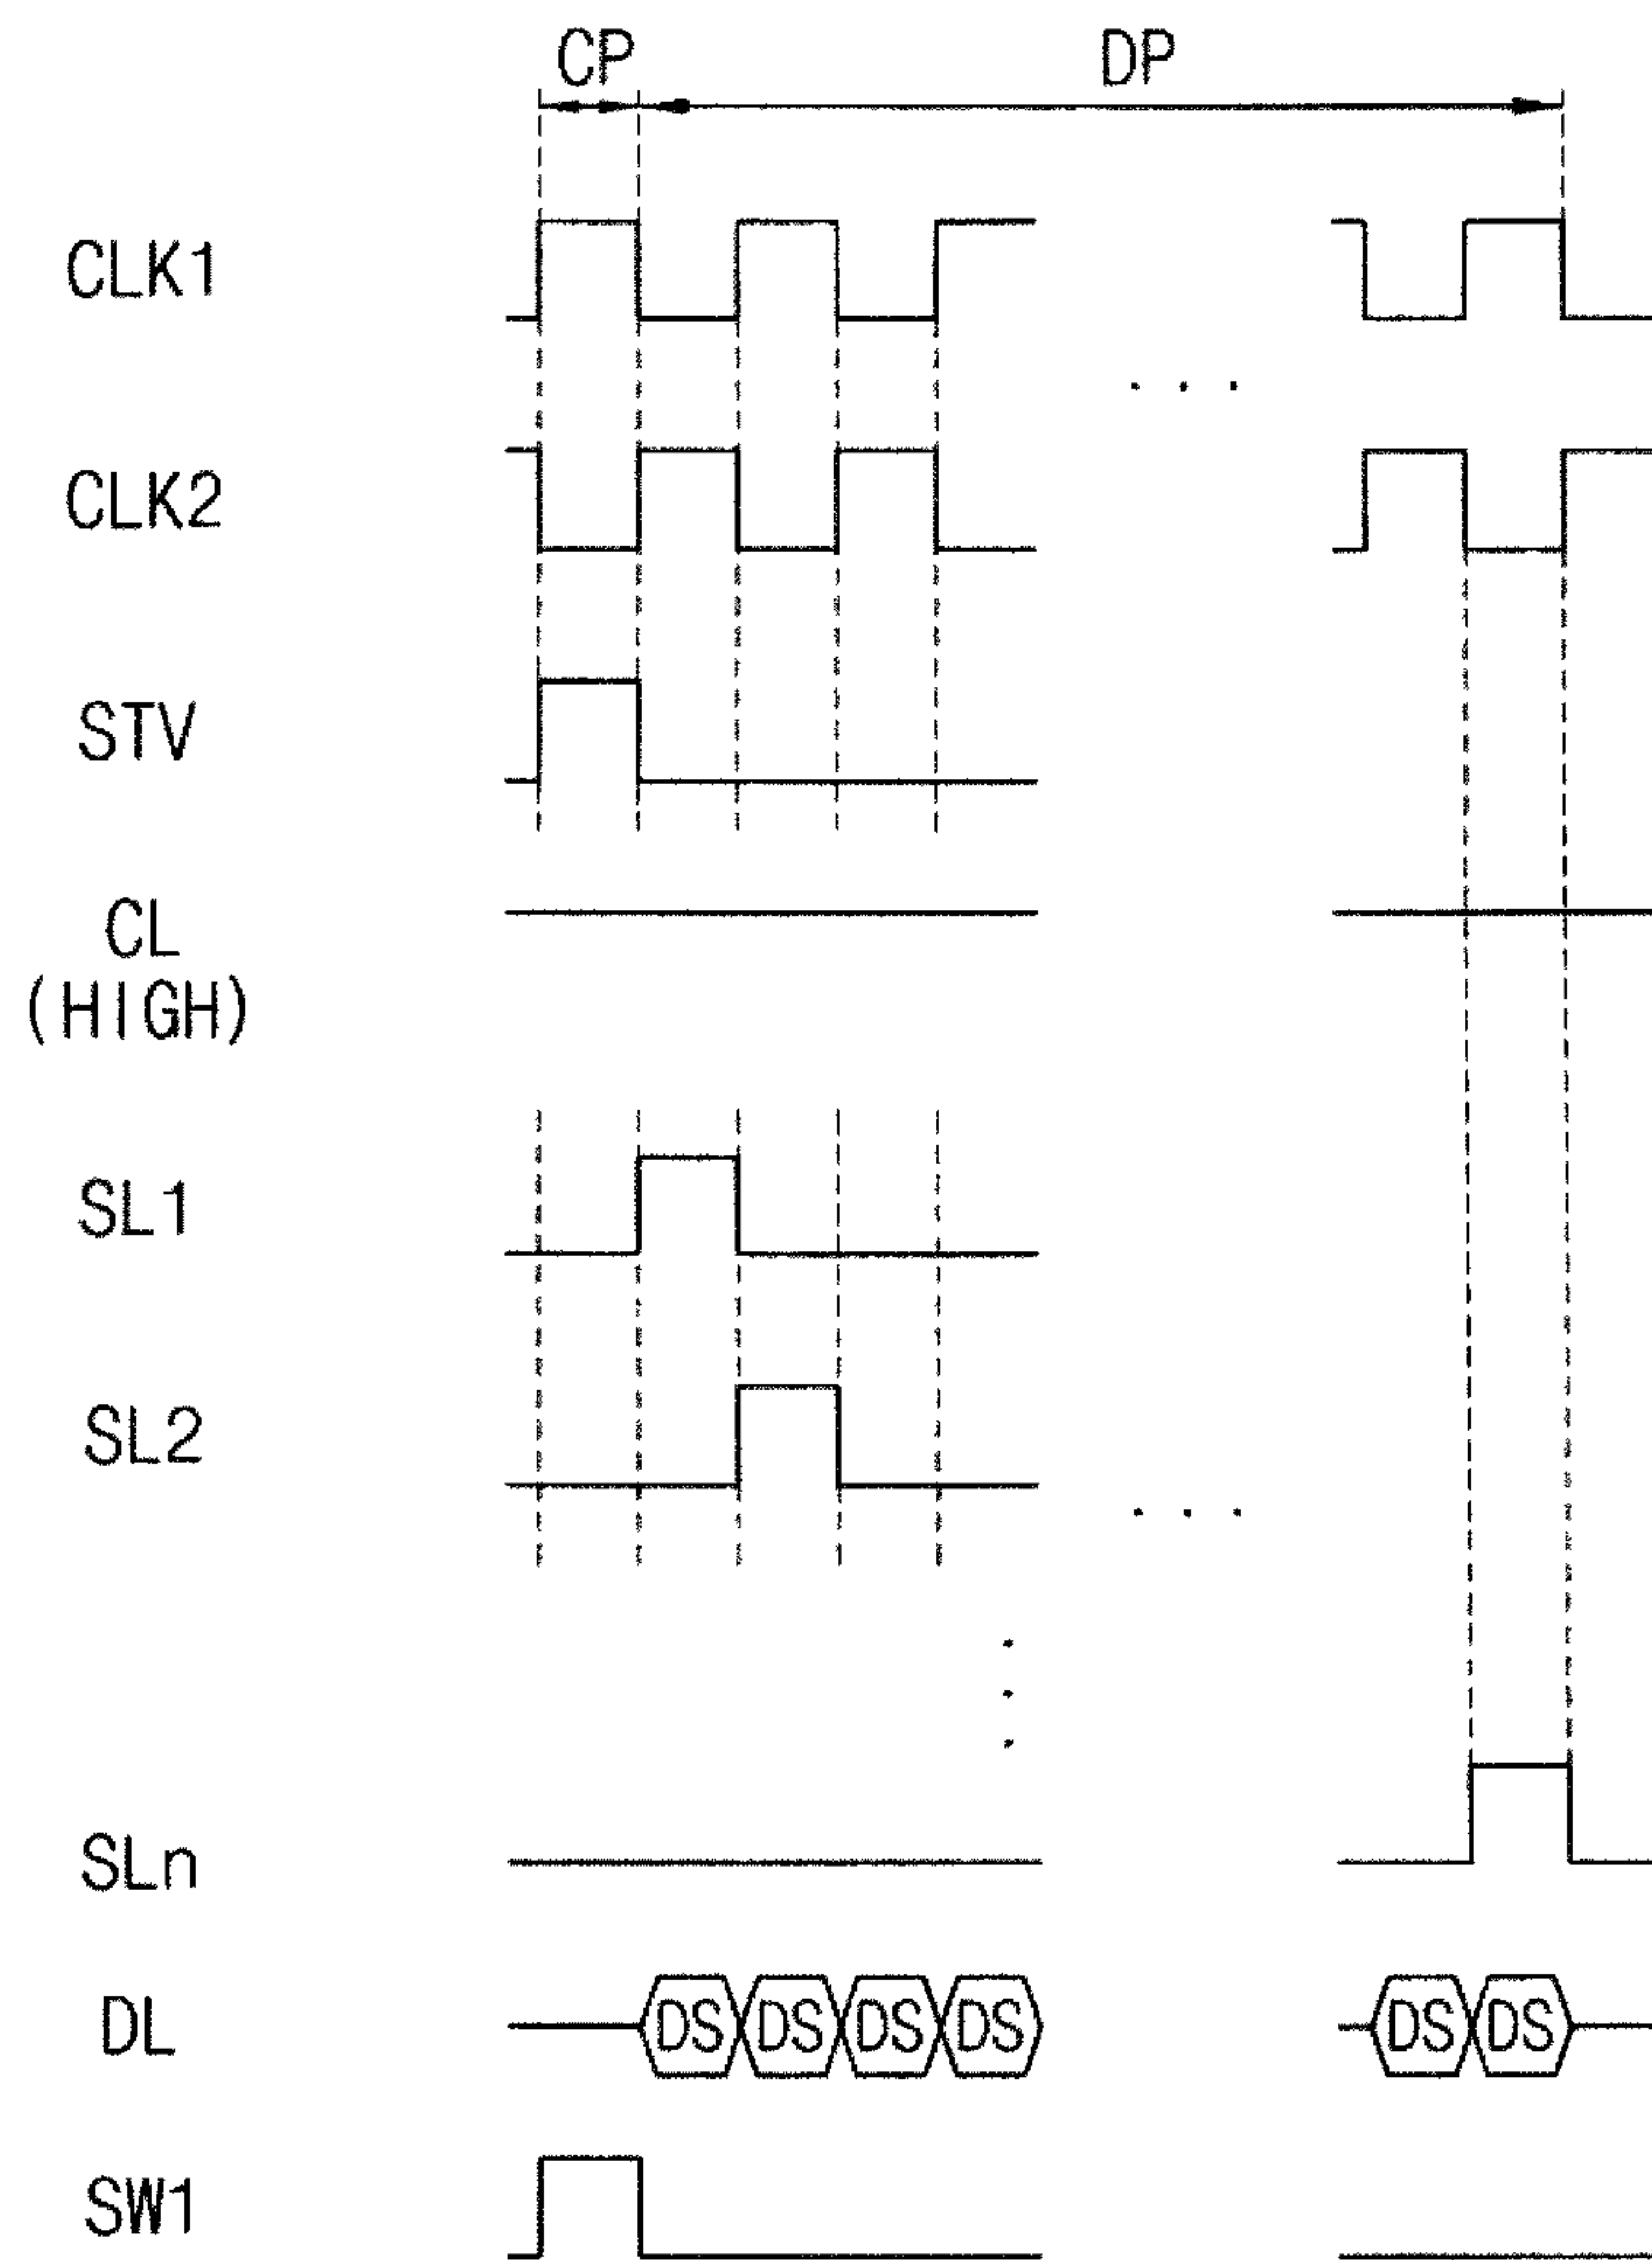 CP DP
CLK1
CLK2
STV
CL
(HIGH)
SL1
SL2
SLn
DL DS DS DS DS DS DS
SW1